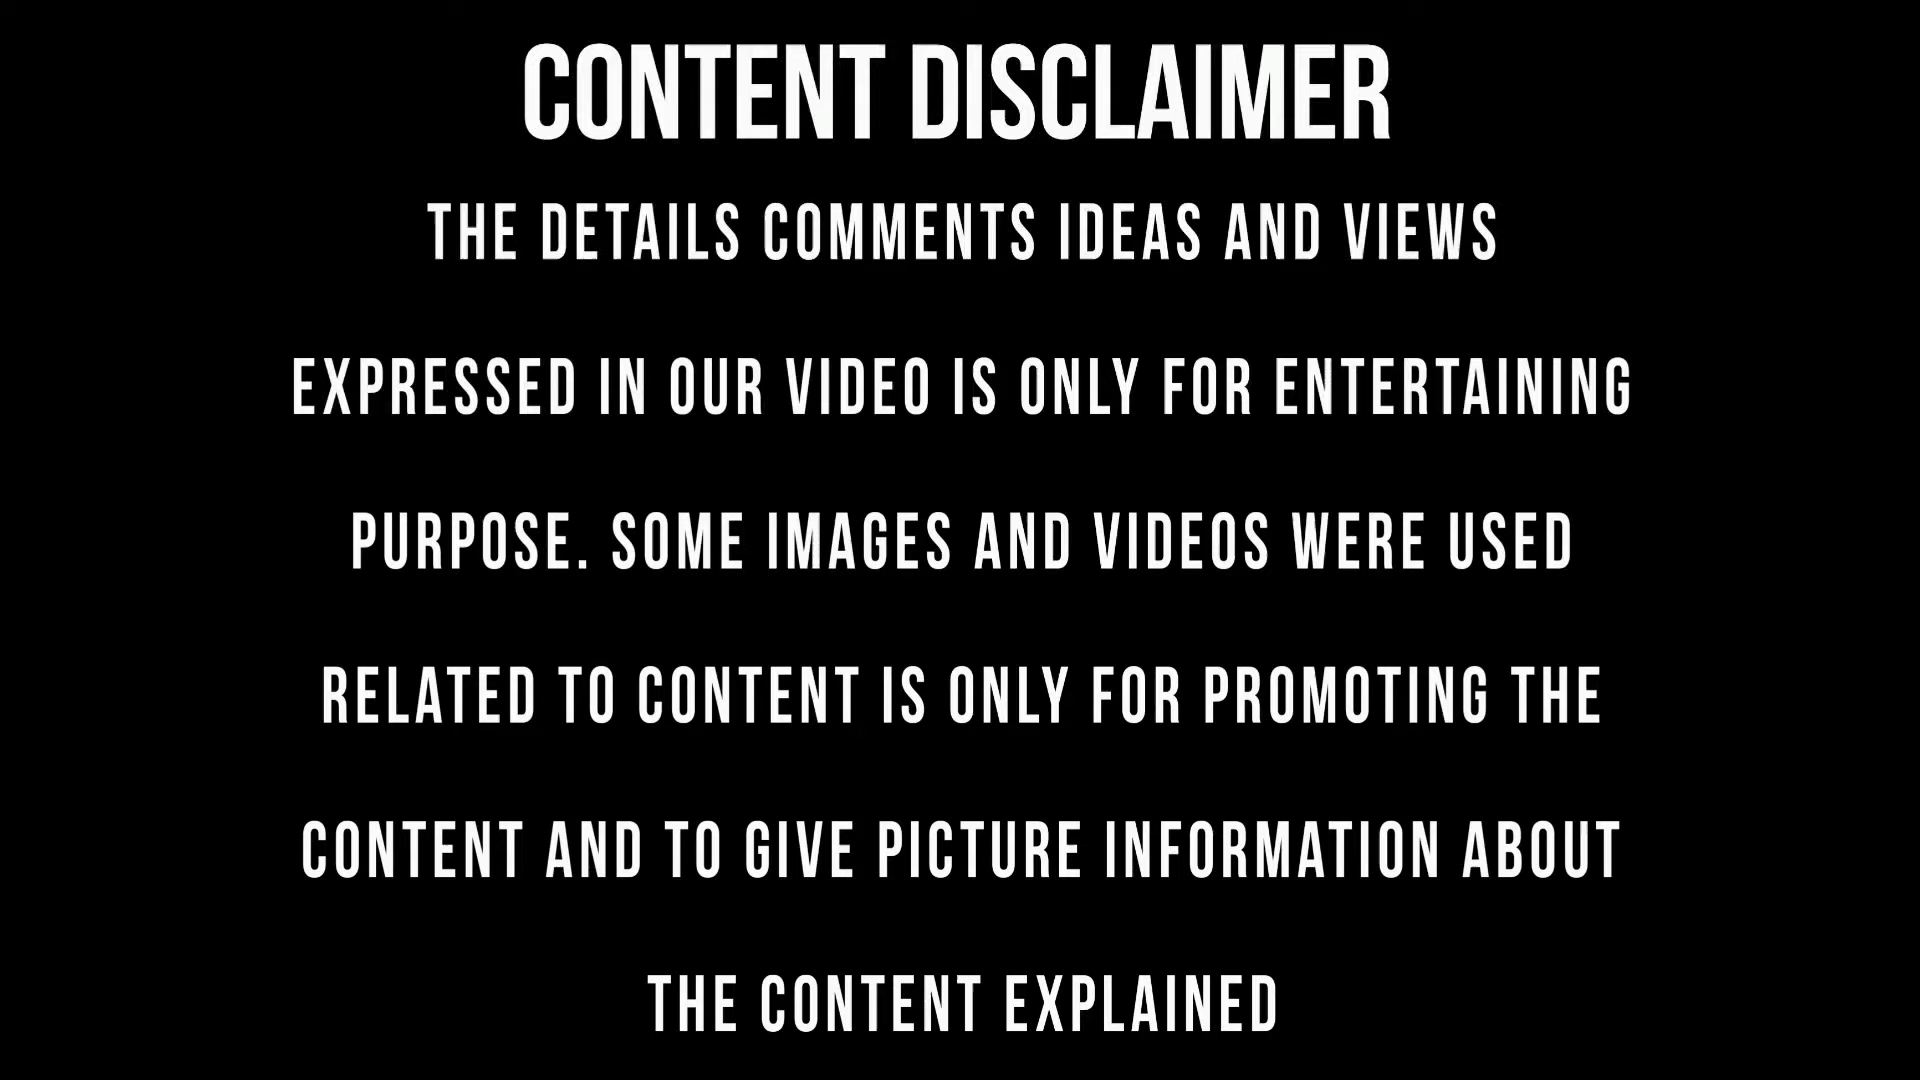 CONTENT DISCLAIMER
THE DETAILS COMMENTS IDEAS AND VIEWS
EXPRESSED IN OUR VIDEO IS ONLY FOR ENTERTAINING
PURPOSE. SOME IMAGES AND VIDEOS WERE USED
RELATED TO CONTENT IS ONLY FOR PROMOTING THE
CONTENT AND TO GIVE PICTURE INFORMATION ABOUT
THE CONTENT EXPLAINED